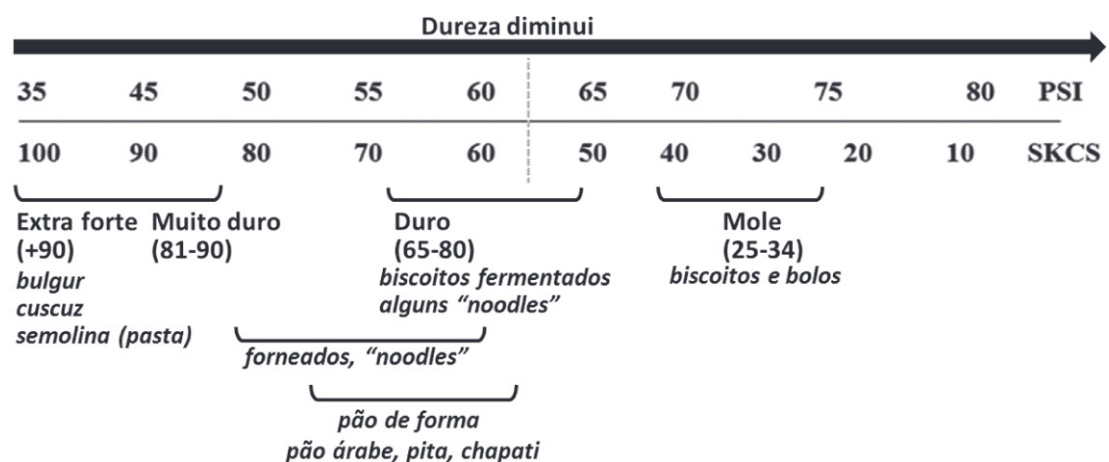 Dureza diminui
35 45 50 55 60 65 70 75 80 PSI
100 90 80 70 60 50 40 30 20 10 SKCS
Extra forte Muito duro Duro Mole
(+90) (81-90) (65-80) (25-34)
bulgur biscoitos fermentados biscoitos e bolos
cuscuz alguns “noodles”
semolina (pasta)
forneados, “noodles”
pão de forma
pão árabe, pita, chapati